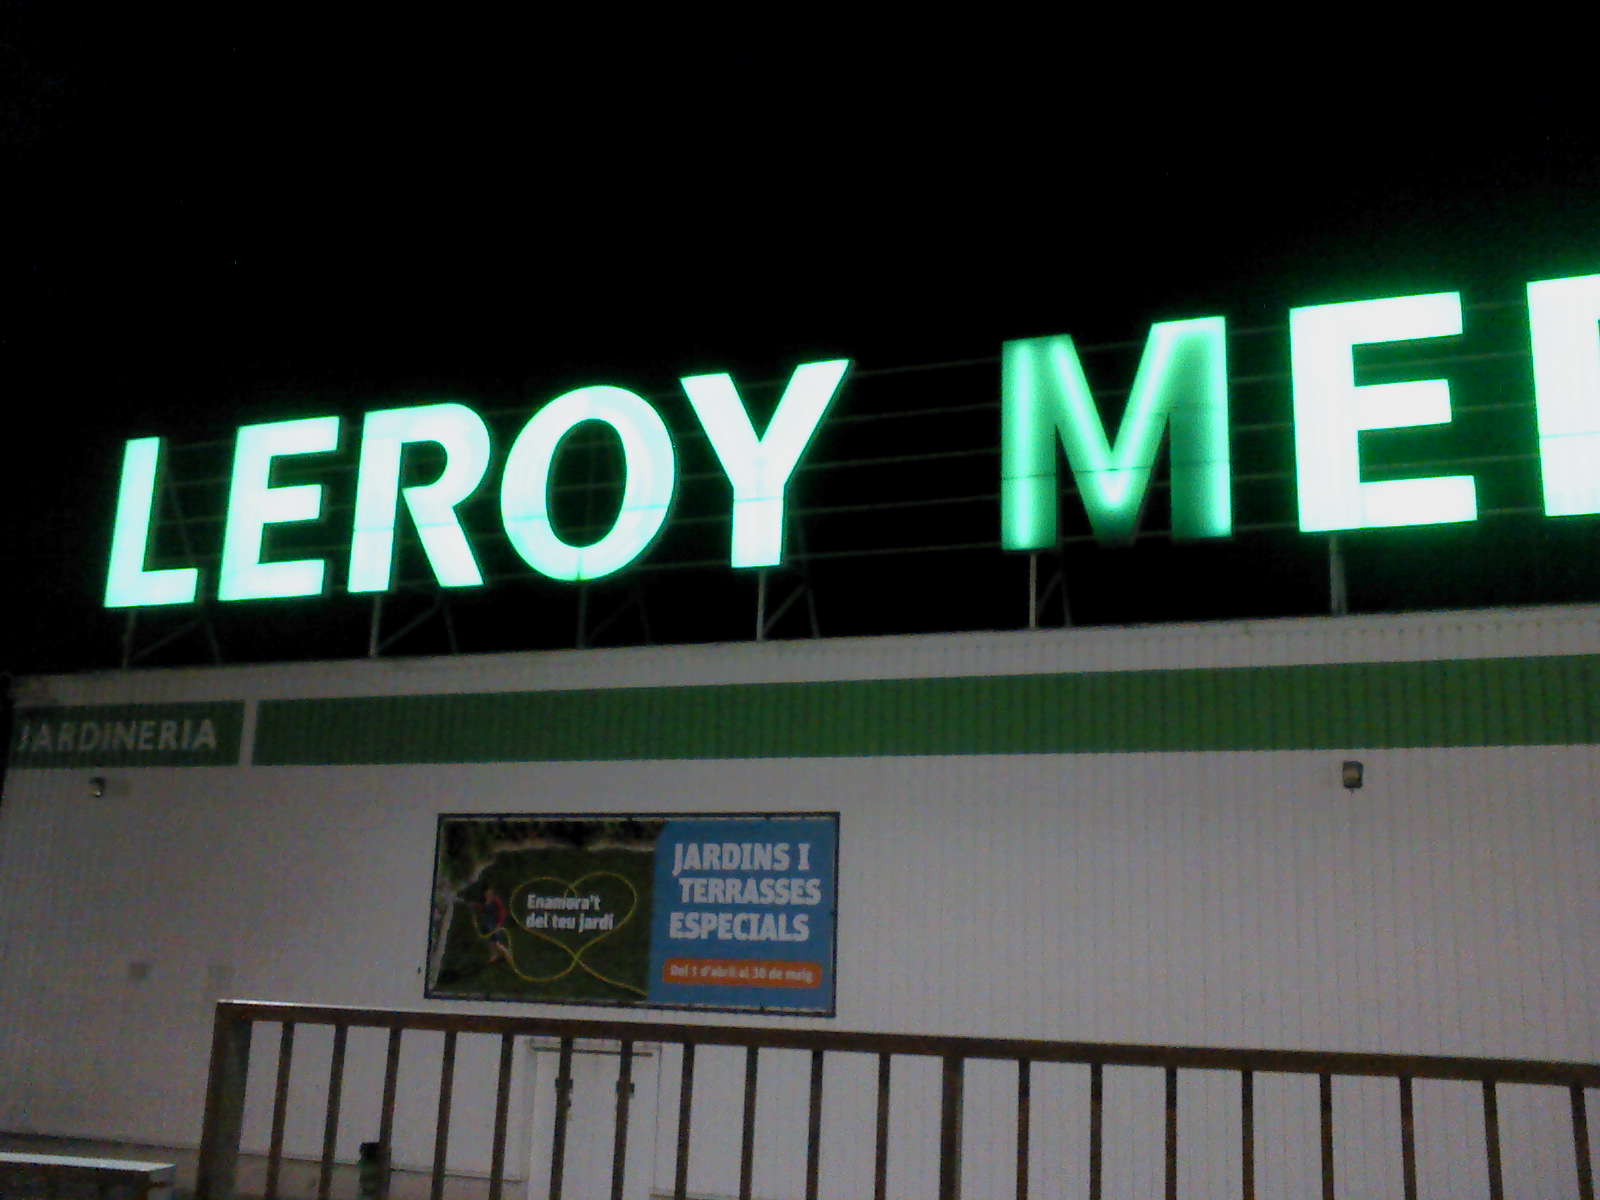 LEROY ME
JARDINERIA
Enamora't
del teu jardí
JARDINS I
TERRASSES
ESPECIALS
Del 1 d'abril al 30 de maig